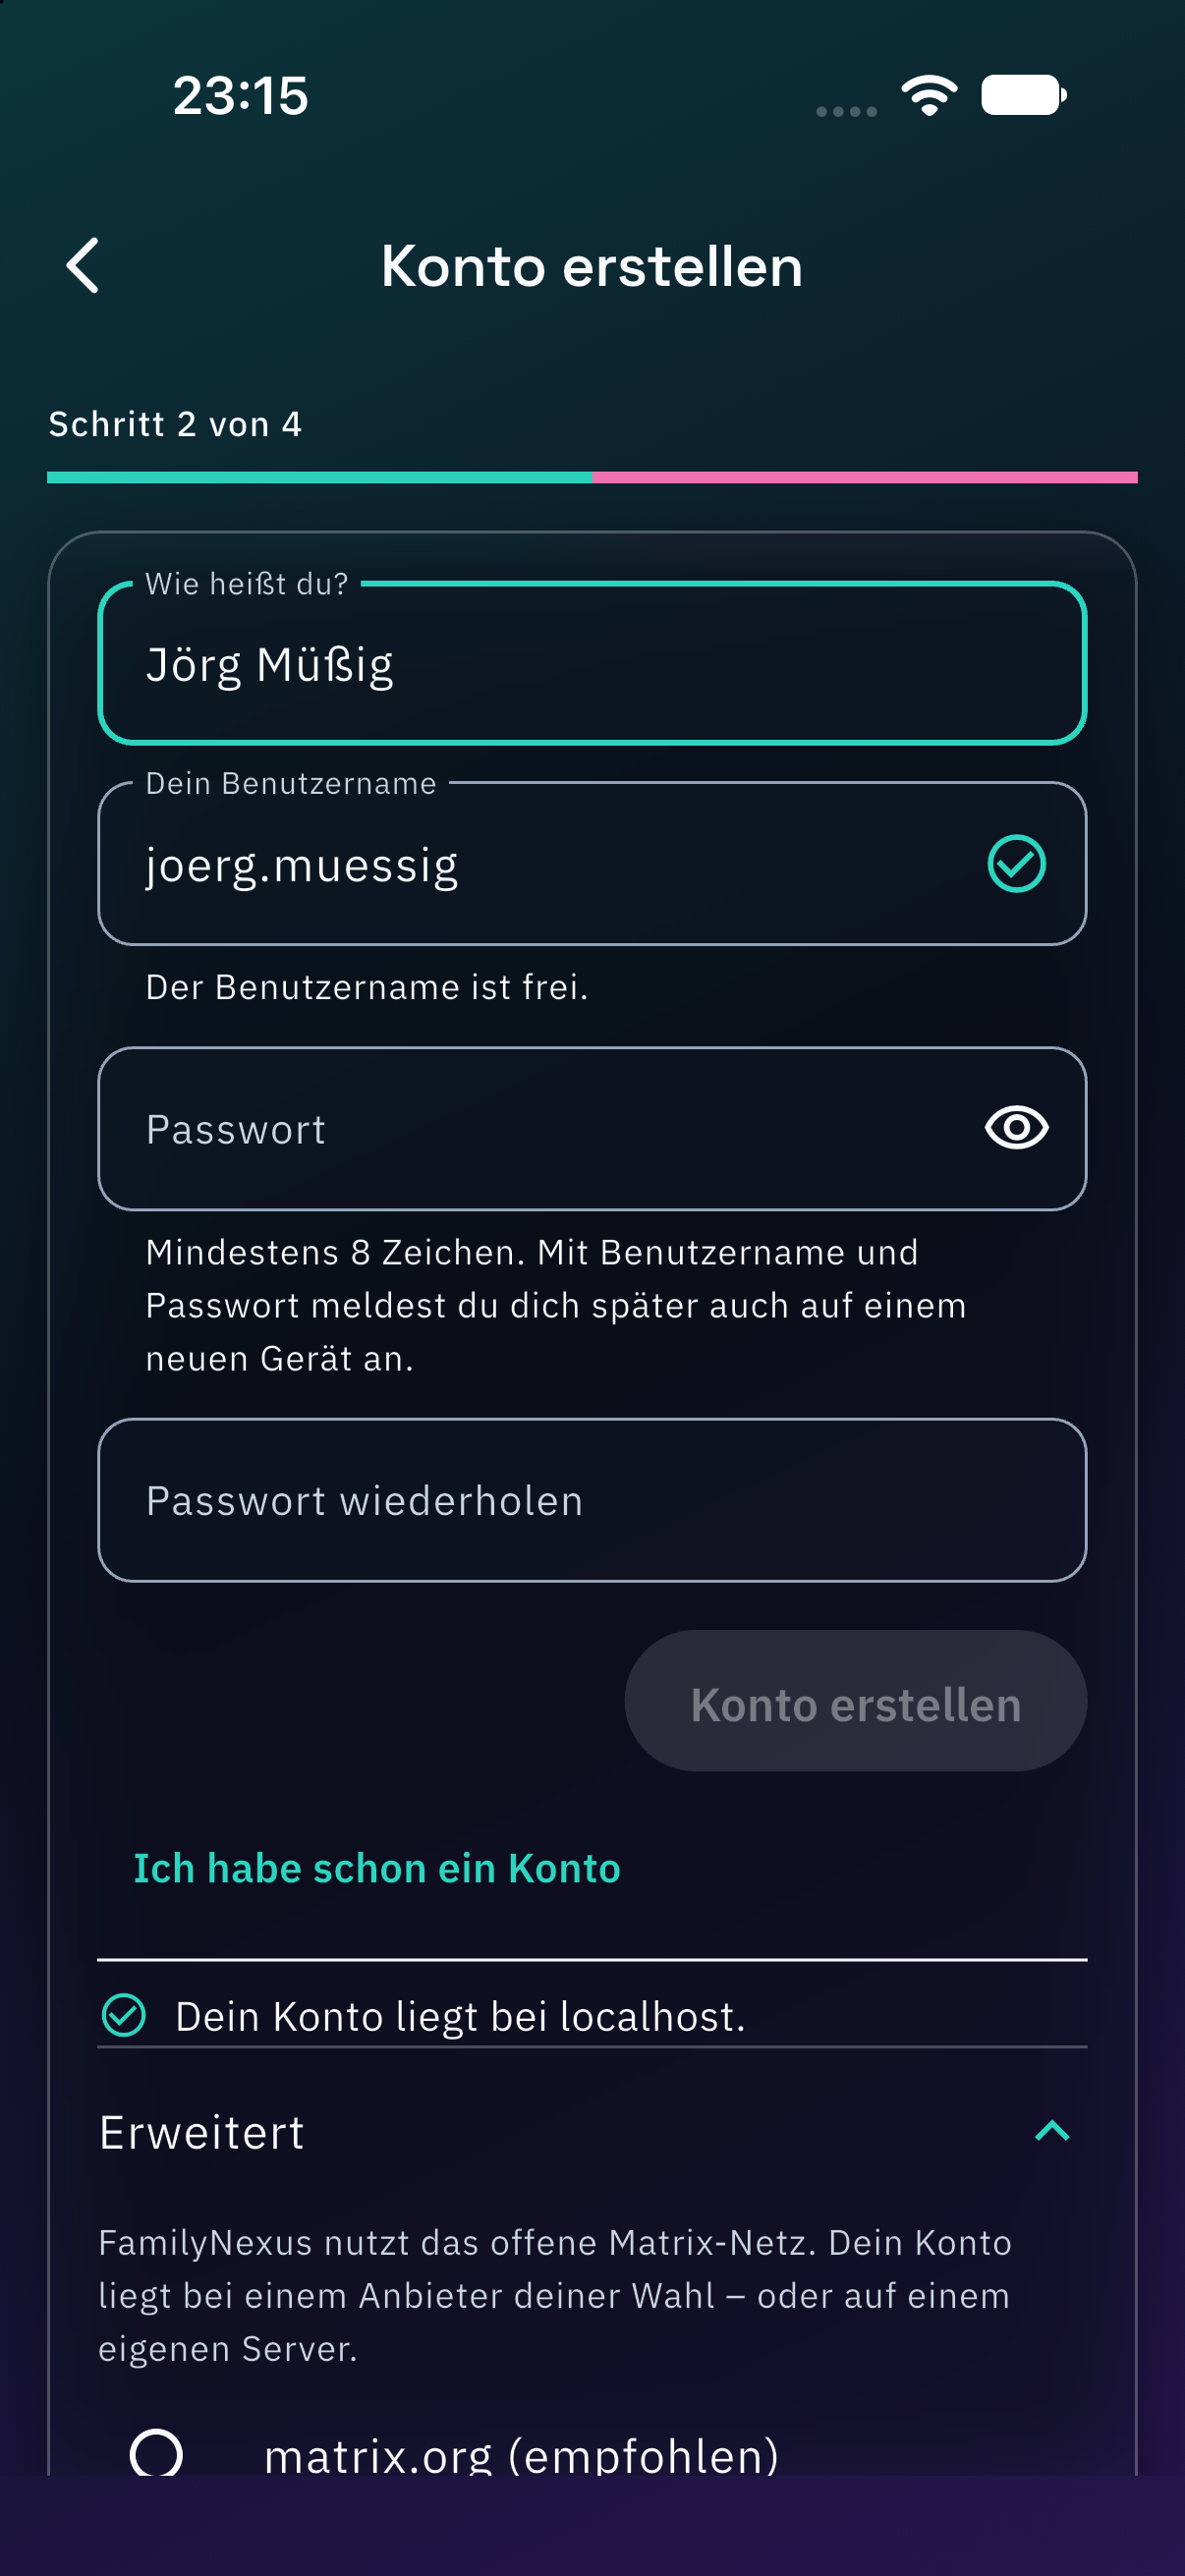 23:15
Konto erstellen
Schritt 2 von 4
Wie heißt du?
Jörg Müßig
Dein Benutzername
joerg.muessig
Der Benutzername ist frei.
Passwort
Mindestens 8 Zeichen. Mit Benutzername und
Passwort meldest du dich später auch auf einem
neuen Gerät an.
Passwort wiederholen
Konto erstellen
Ich habe schon ein Konto
Dein Konto liegt bei localhost.
Erweitert
FamilyNexus nutzt das offene Matrix-Netz. Dein Konto
liegt bei einem Anbieter deiner Wahl – oder auf einem
eigenen Server.
matrix.org (empfohlen)